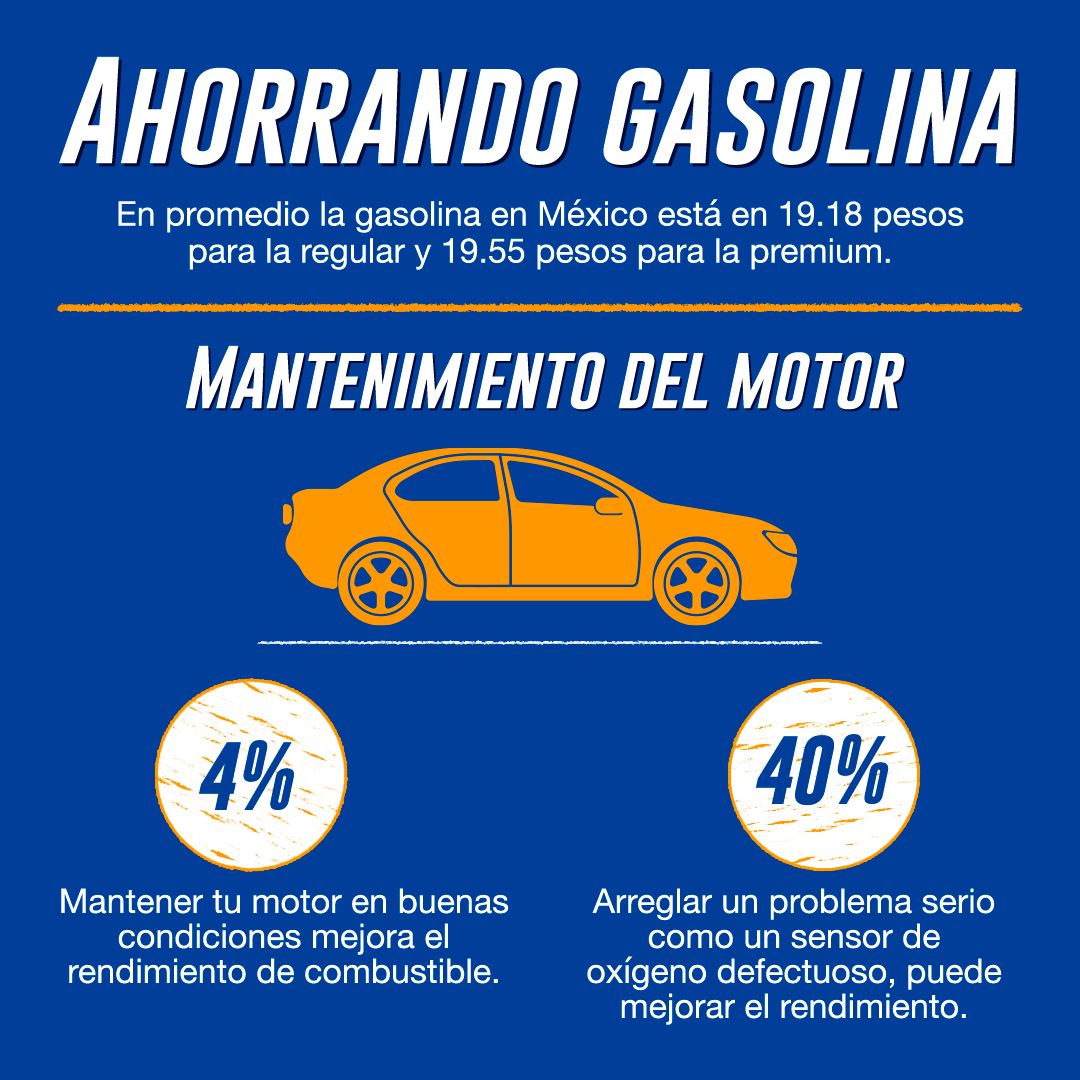 AHORRANDO GASOLINA
En promedio la gasolina en México está en 19.18 pesos
para la regular y 19.55 pesos para la premium.
MANTENIMIENTO DEL MOTOR
4%
Mantener tu motor en buenas
condiciones mejora el
rendimiento de combustible.
40%
Arreglar un problema serio
como un sensor de
oxígeno defectuoso, puede
mejorar el rendimiento.